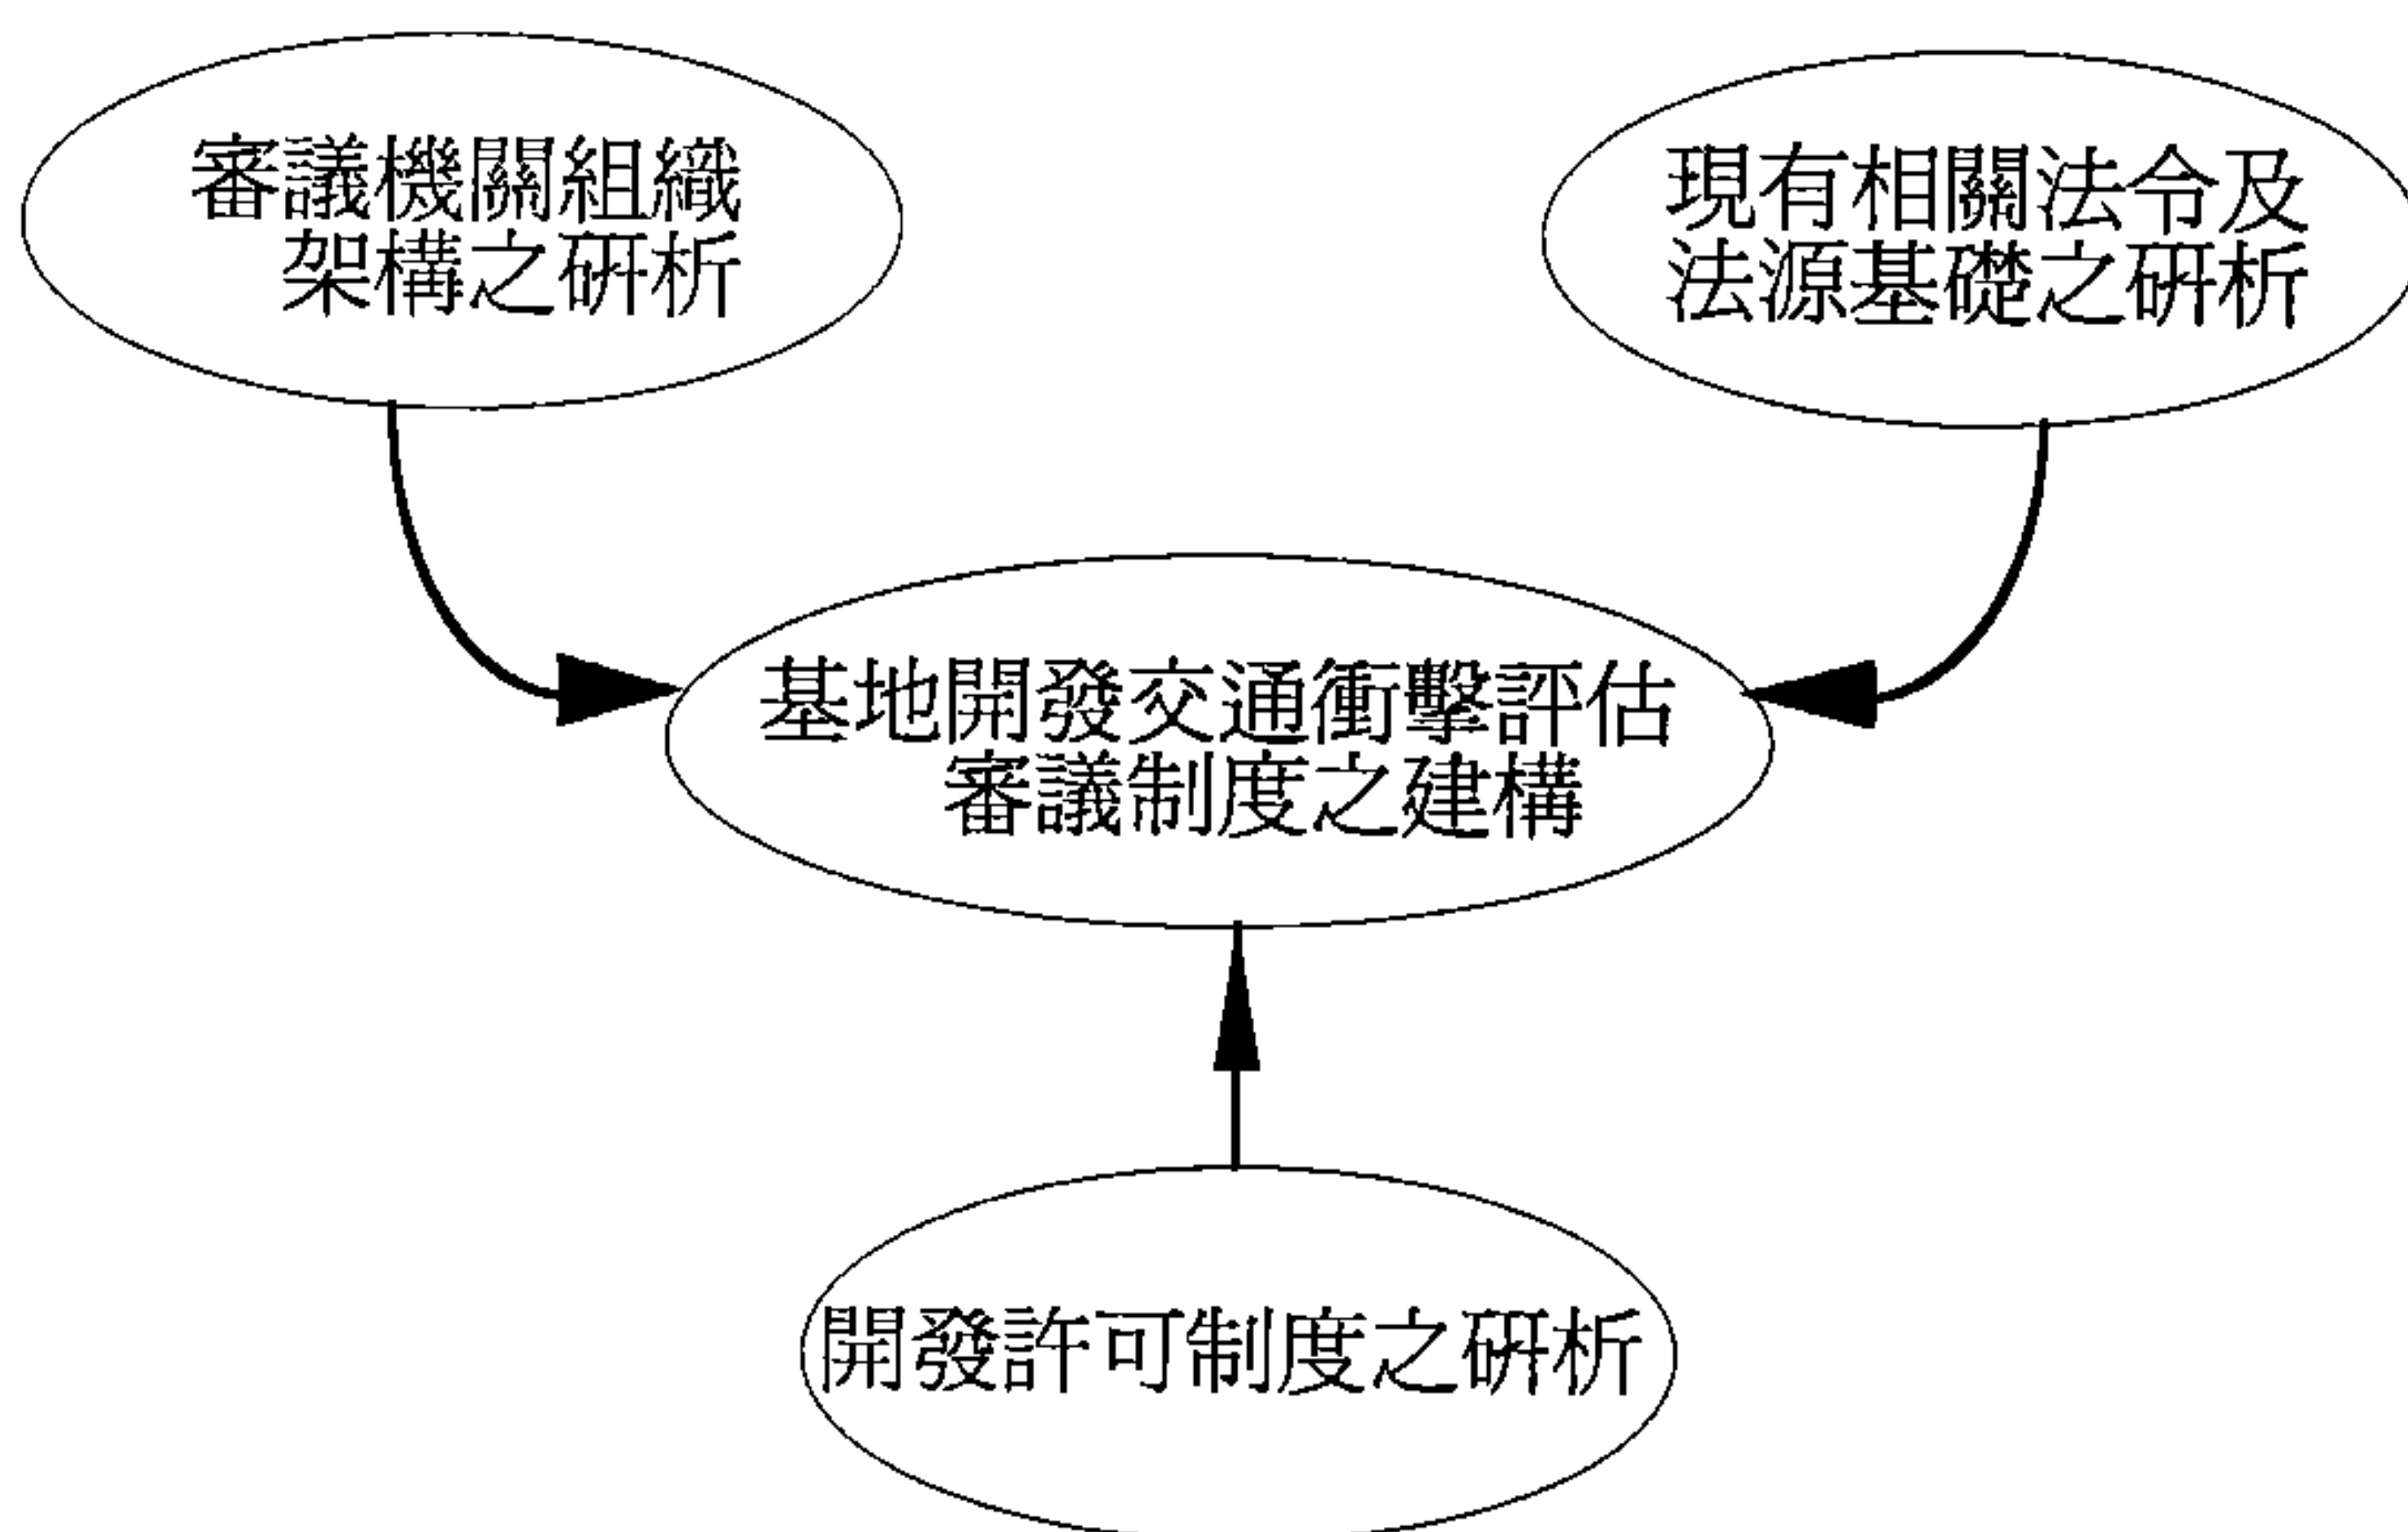 審議機關組織
架構之研析
現有相關法令及
法源基礎之研析
基地開發交通衝擊評估
審議制度之建構
開發許可制度之研析